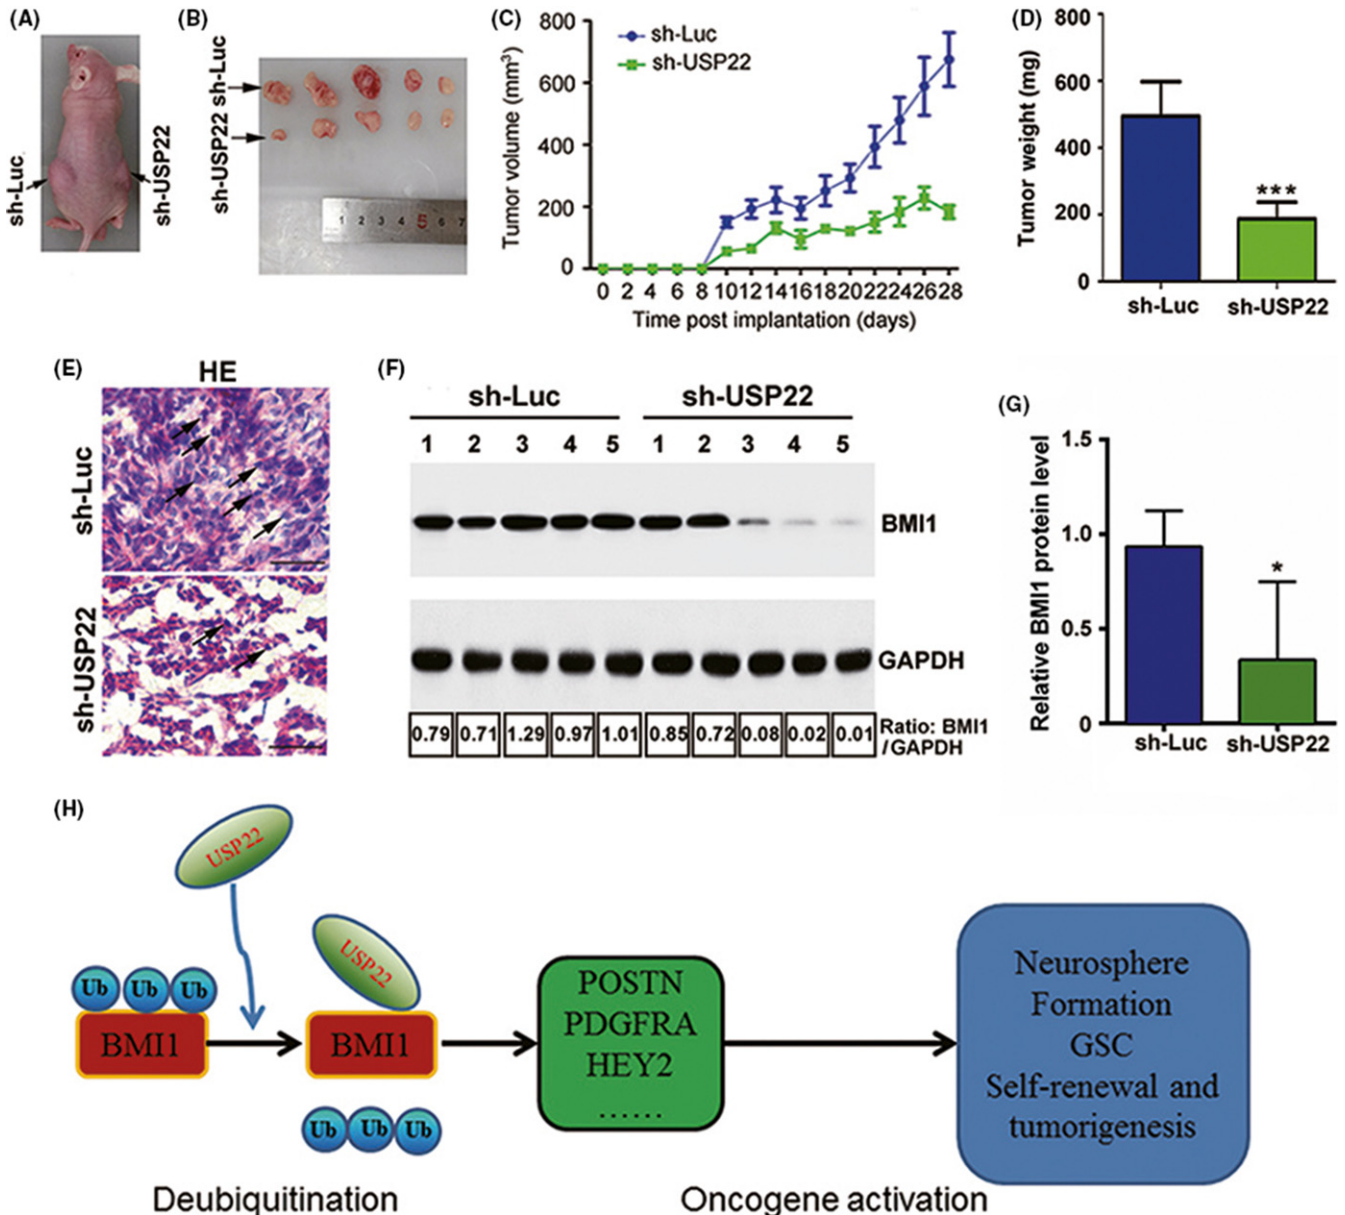 (A)
sh-Luc
sh-USP22
(B)
sh-USP22 sh-Luc
1 2 3 4 5 6 7
(C)
Tumor volume (mm³)
800
600
400
200
0
sh-Luc
sh-USP22
0 2 4 6 8 10 12 14 16 18 20 22 24 26 28
Time post implantation (days)
(D)
Tumor weight (mg)
800
600
400
200
0
***
sh-Luc sh-USP22
(E)
HE
sh-Luc
sh-USP22
(F)
sh-Luc sh-USP22
1 2 3 4 5 1 2 3 4 5
BMI1
GAPDH
0.79 0.71 1.29 0.97 1.01 0.85 0.72 0.08 0.02 0.01 Ratio: BMI1
/GAPDH
(G)
Relative BMI1 protein level
1.5
1.0
0.5
0
*
sh-Luc sh-USP22
(H)
USP22
Ub Ub Ub
BMI1
USP22
BMI1
Ub Ub Ub
POSTN
PDGFRA
HEY2
......
Neurosphere
Formation
GSC
Self-renewal and
tumorigenesis
Deubiquitination
Oncogene activation